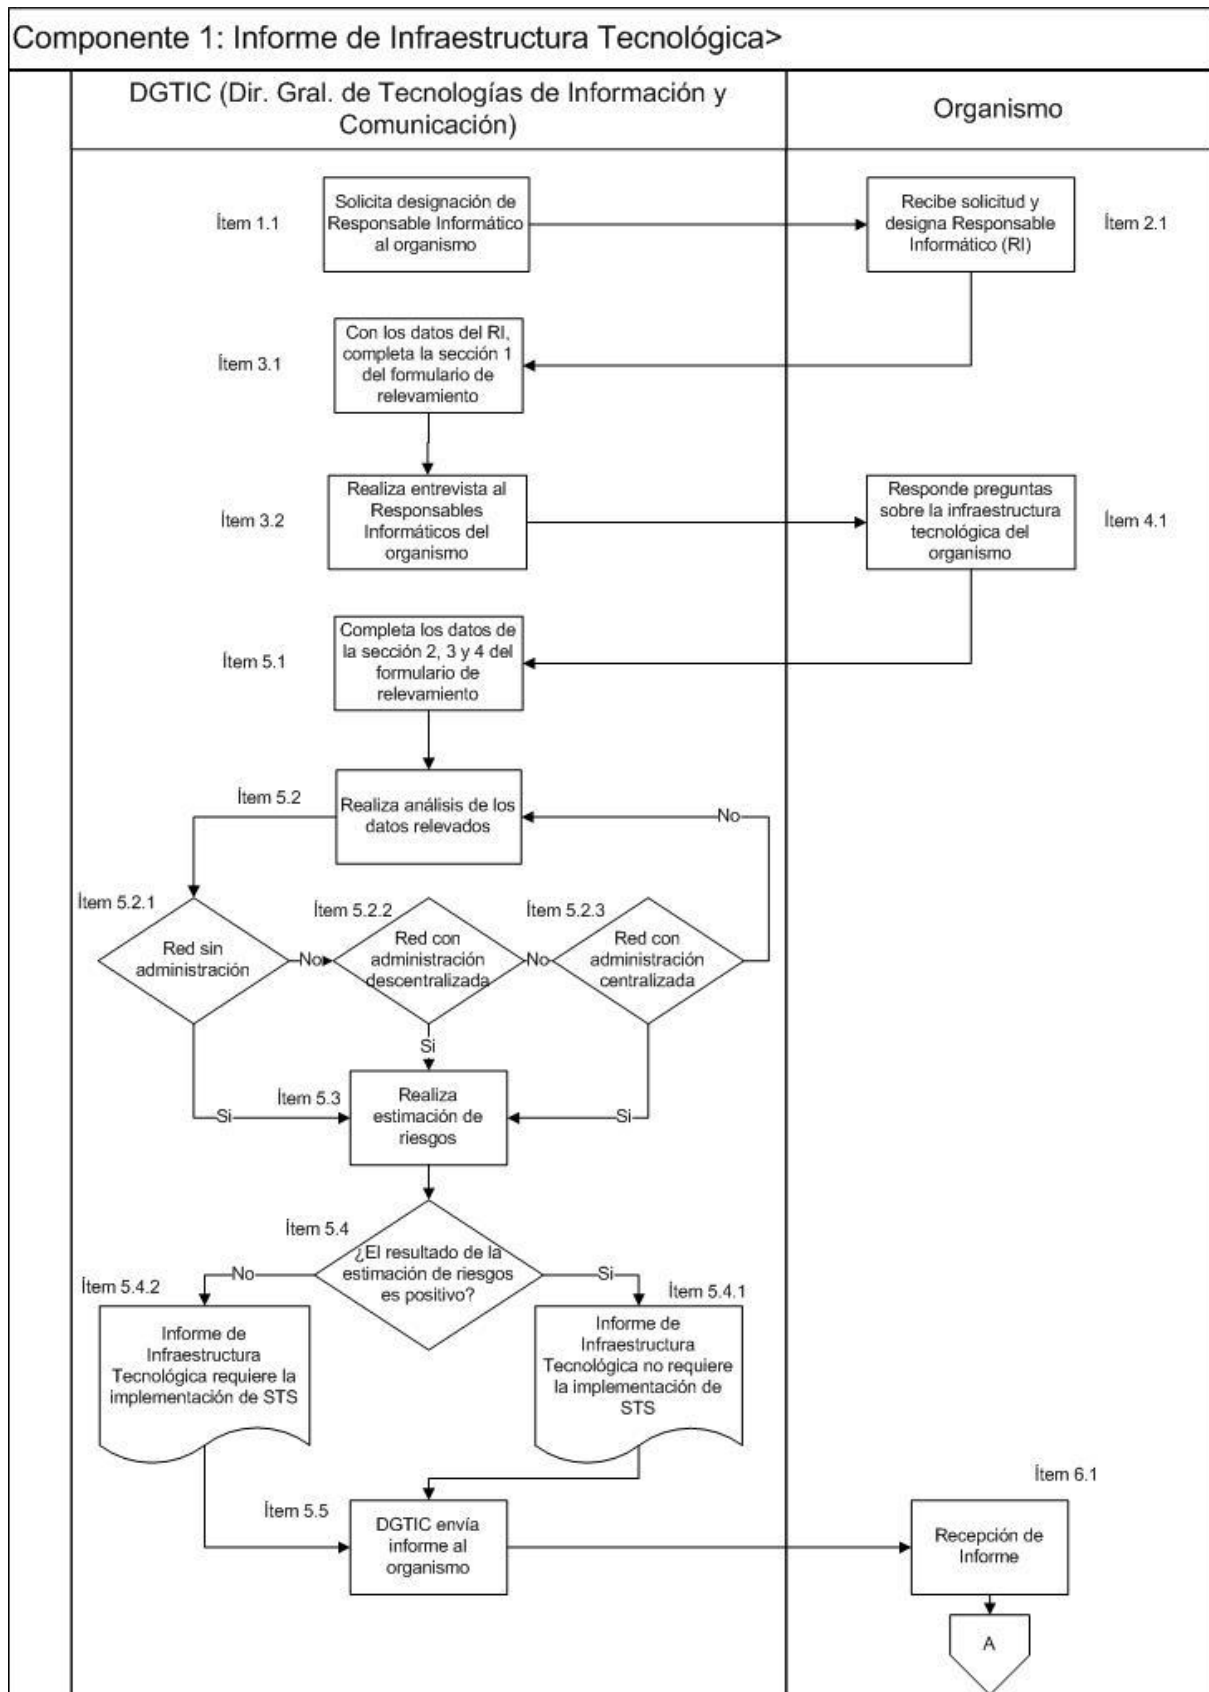 Componente 1: Informe de Infraestructura Tecnológica>
DGTIC (Dir. Gral. de Tecnologías de Información y
Comunicación)
Organismo
Ítem 1.1
Solicita designación de
Responsable Informático
al organismo
Recibe solicitud y
designa Responsable
Informático (RI)
Ítem 2.1
Ítem 3.1
Con los datos del RI,
completa la sección 1
del formulario de
relevamiento
Ítem 3.2
Realiza entrevista al
Responsables
Informáticos del
organismo
Responde preguntas
sobre la infraestructura
tecnológica del
organismo
Ítem 4.1
Ítem 5.1
Completa los datos de
la sección 2, 3 y 4 del
formulario de
relevamiento
Ítem 5.2
Realiza análisis de los
datos relevados
No
Ítem 5.2.1
Red sin
administración
No
Ítem 5.2.2
Red con
administración
descentralizada
No
Ítem 5.2.3
Red con
administración
centralizada
Si
Si
Si
Ítem 5.3
Realiza
estimación de
riesgos
Ítem 5.4
¿El resultado de la
estimación de riesgos
es positivo?
No
Si
Ítem 5.4.2
Informe de
Infraestructura
Tecnológica requiere la
implementación de STS
Ítem 5.4.1
Informe de
Infraestructura
Tecnológica no requiere
la implementación de
STS
Ítem 5.5
DGTIC envía
informe al
organismo
Ítem 6.1
Recepción de
Informe
A